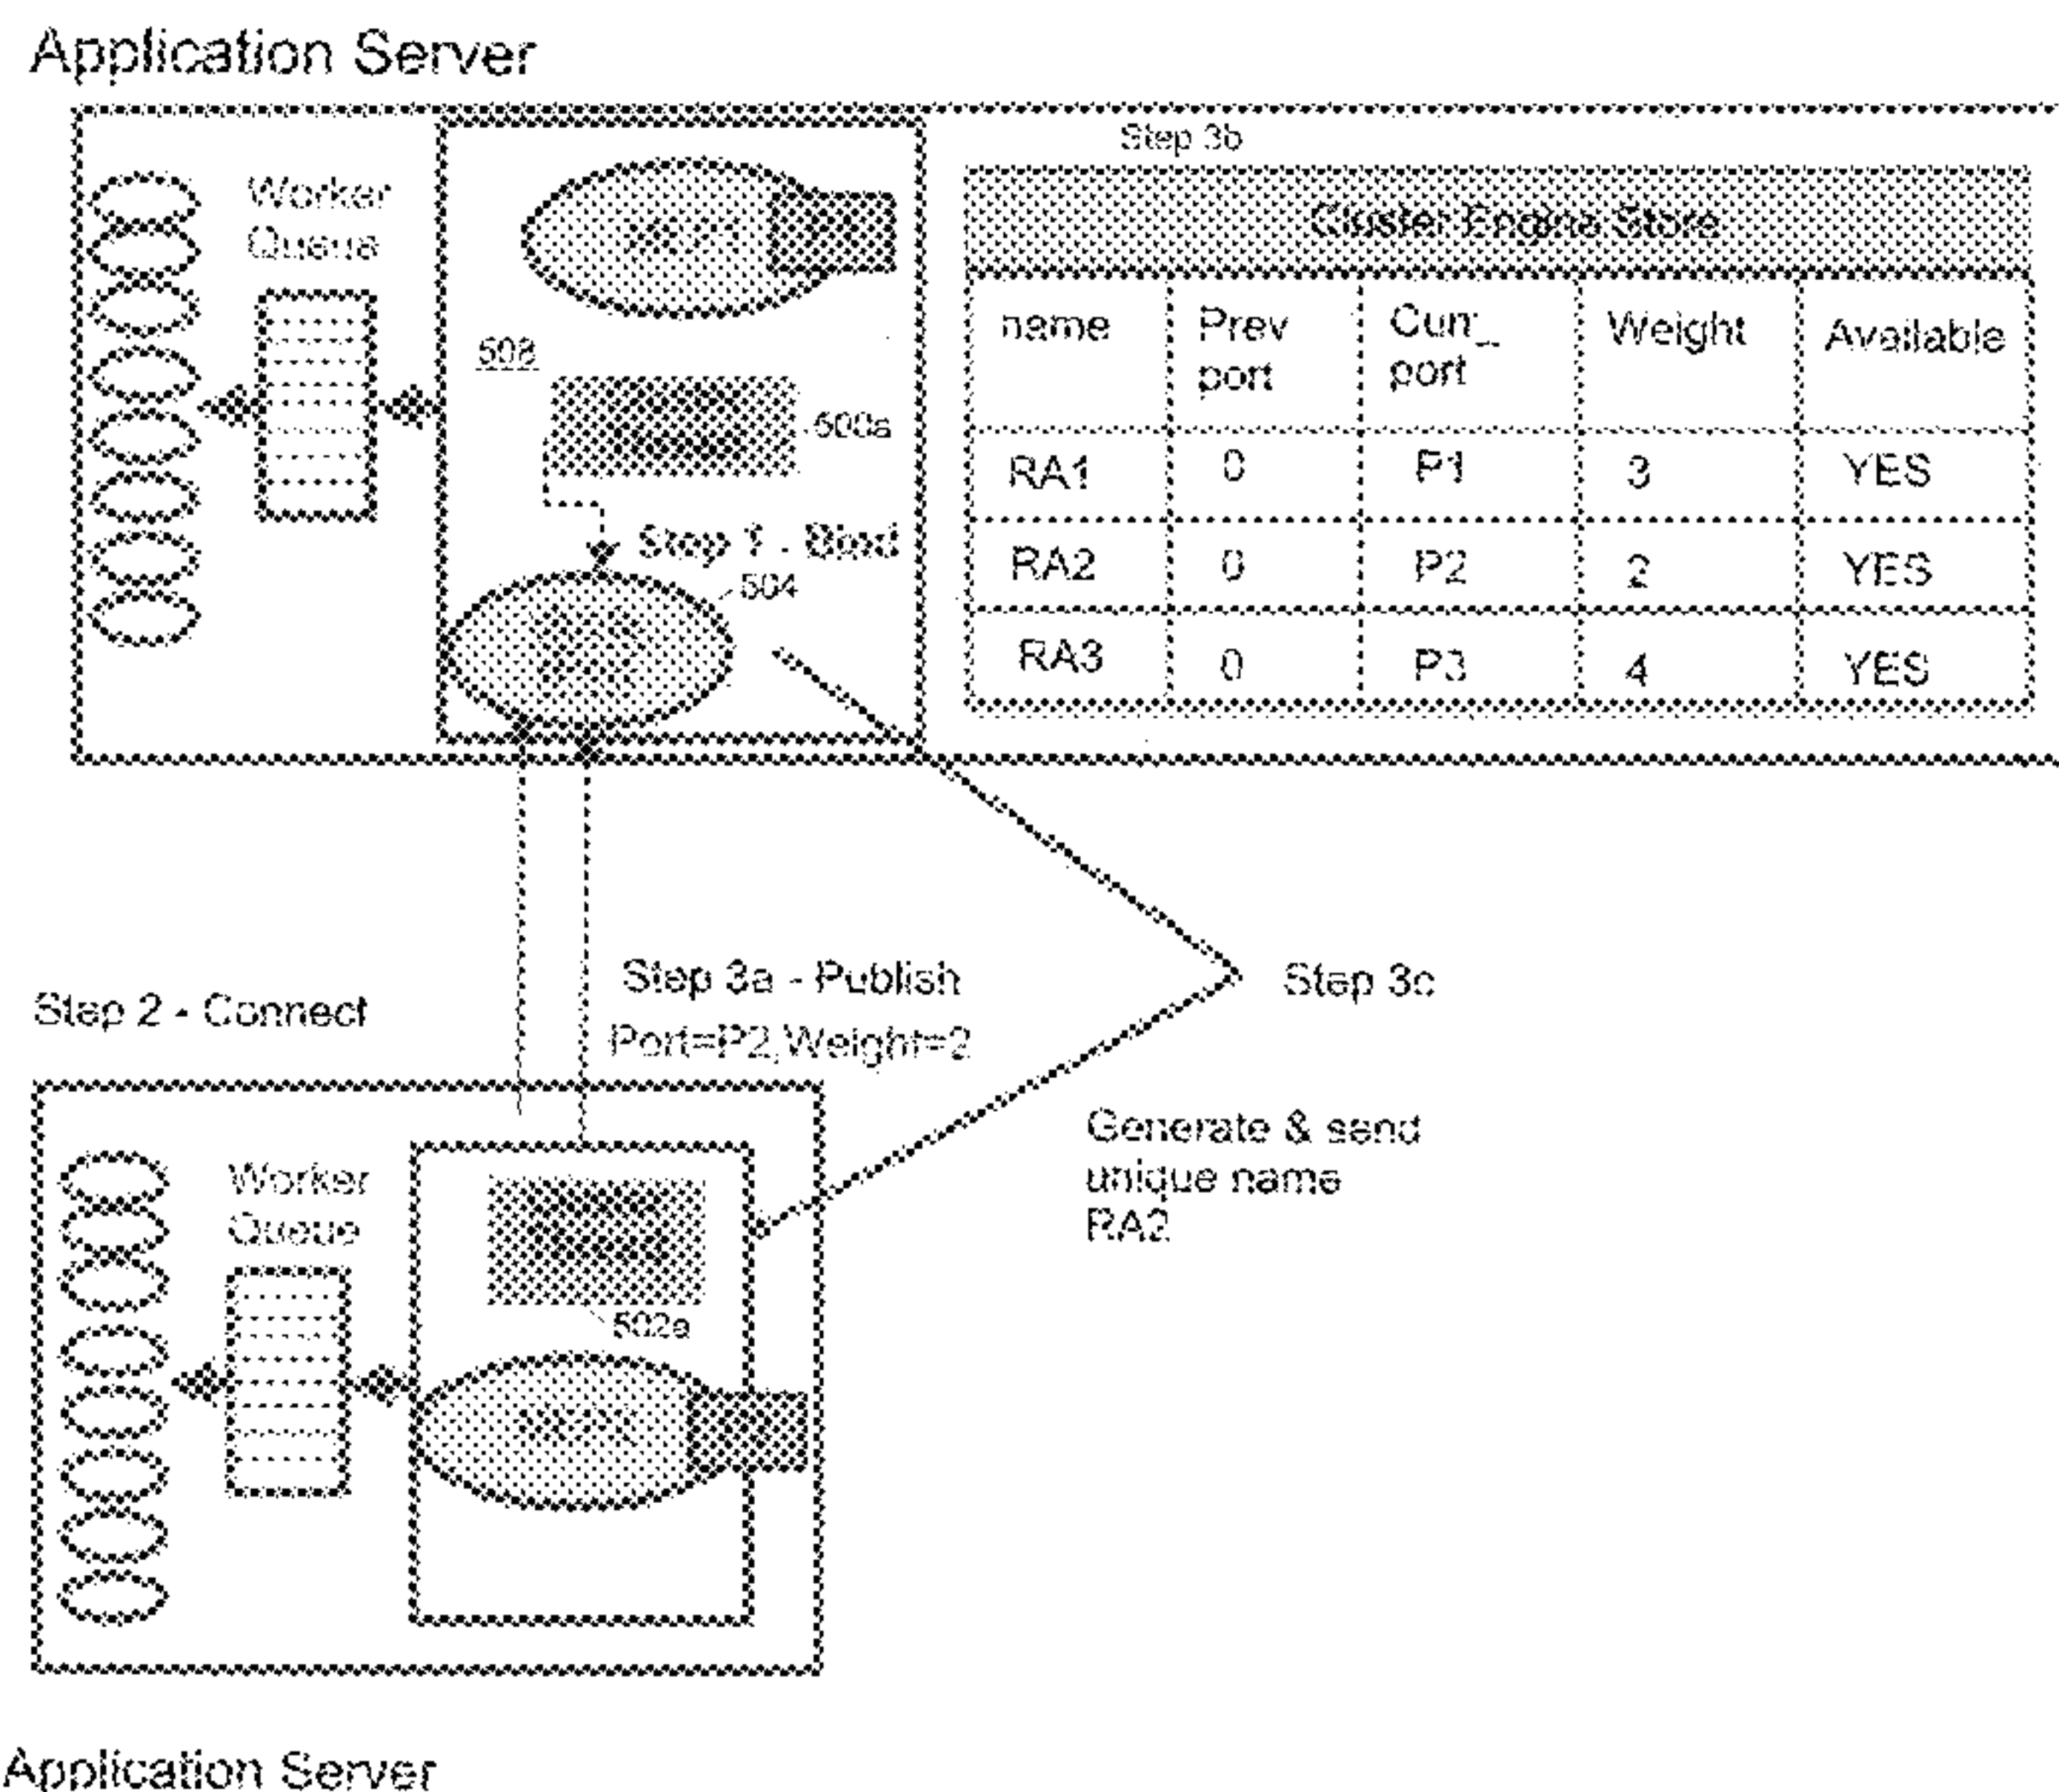 Application Server
Step 3b
Worker
Queue
Cluster Engine Store
name Prev port Curr_ port Weight Available
RA1 0 P1 3 YES
RA2 0 P2 2 YES
RA3 0 P3 4 YES
508
500a
Step 1 - Bind
504
Step 2 - Connect
Step 3a - Publish
Port=P2,Weight=2
Step 3c
Generate & send
unique name
RA2
Worker
Queue
502a
Application Server